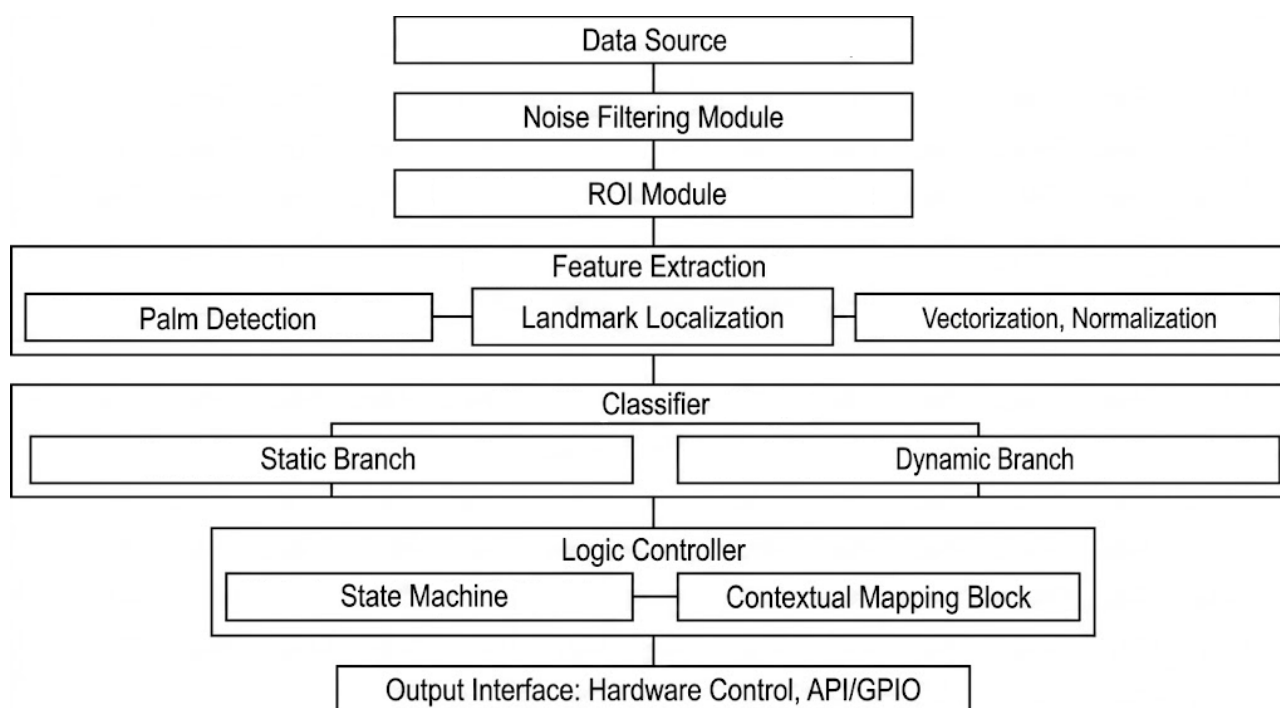 Data Source
Noise Filtering Module
ROI Module
Feature Extraction
Palm Detection
Landmark Localization
Vectorization, Normalization
Classifier
Static Branch
Dynamic Branch
Logic Controller
State Machine
Contextual Mapping Block
Output Interface: Hardware Control, API/GPIO